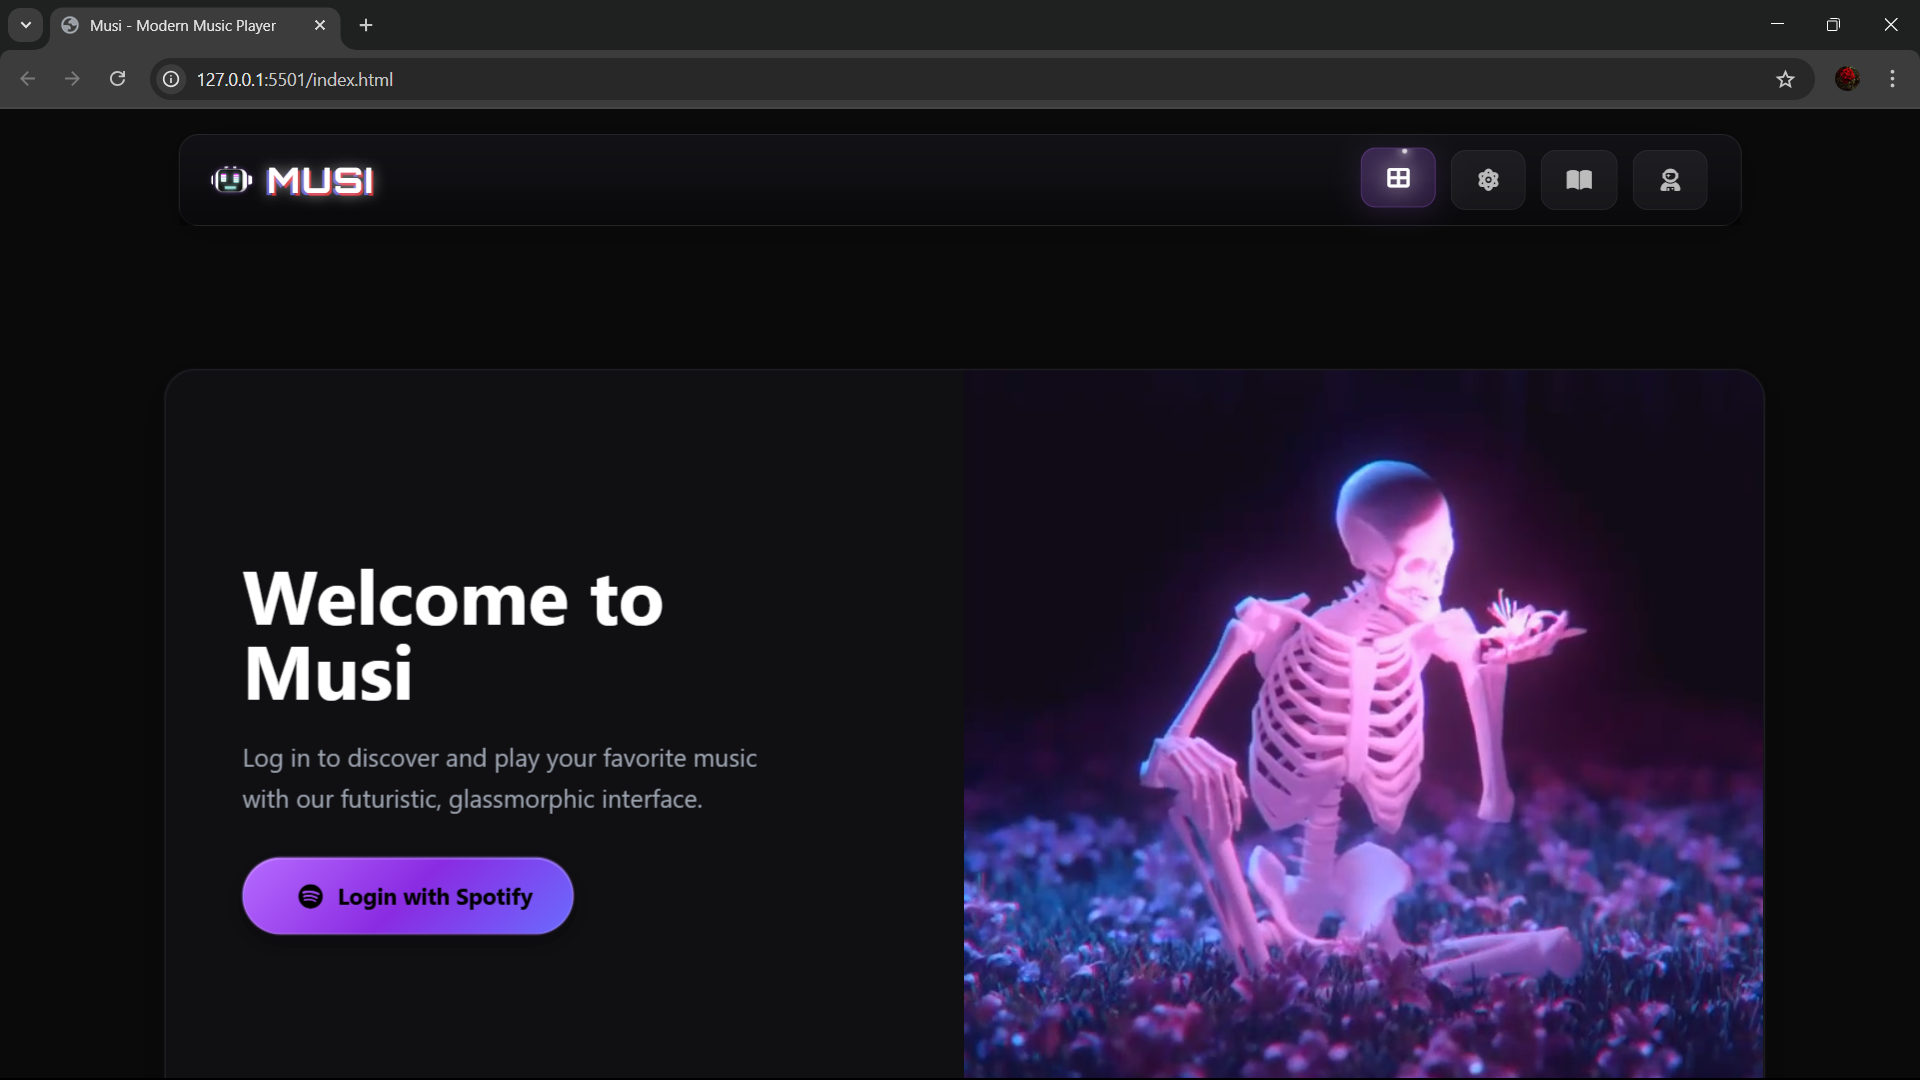 Musi - Modern Music Player
127.0.0.1:5501/index.html
MUSI
Welcome to
Musi
Log in to discover and play your favorite music
with our futuristic, glassmorphic interface.
Login with Spotify